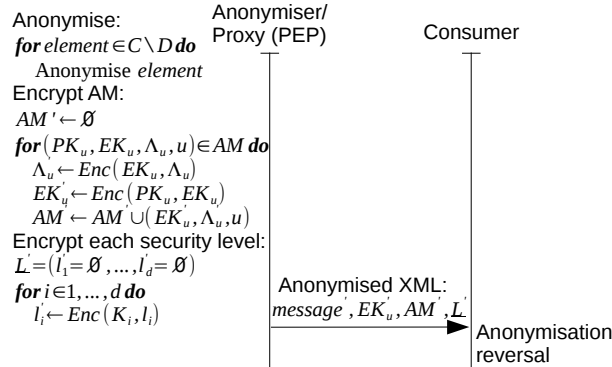 Anonymise:
for element ∈ C \ D do
Anonymise element
Encrypt AM:
AM' ← ∅
for (PK_u, EK_u, Λ_u, u) ∈ AM do
Λ'_u ← Enc(EK_u, Λ_u)
EK'_u ← Enc(PK_u, EK_u)
AM' ← AM' ∪ (EK'_u, Λ'_u, u)
Encrypt each security level:
L' = (l'_1 = ∅, ..., l'_d = ∅)
for i ∈ 1, ..., d do
l'_i ← Enc(K_i, l_i)
Anonymiser/
Proxy (PEP)
Consumer
Anonymised XML:
message', EK'_u, AM', L'
Anonymisation
reversal